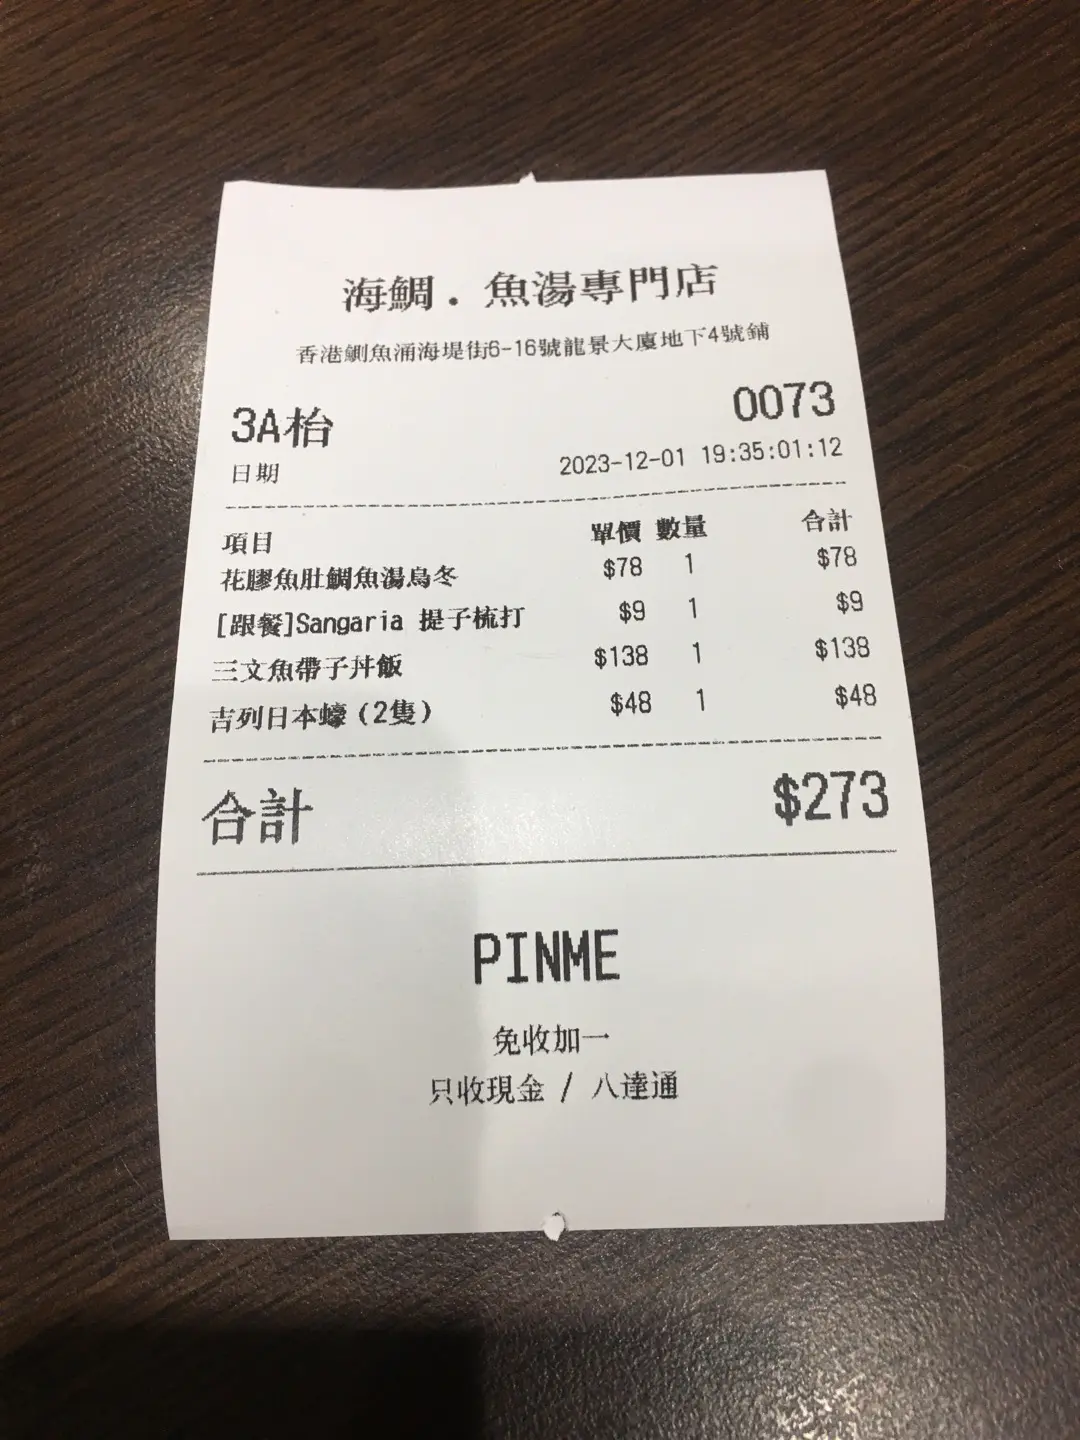 海鯛．魚湯專門店
香港鰂魚涌海堤街6-16號龍景大廈地下4號鋪
3A枱 0073
日期 2023-12-01 19:35:01:12
項目 單價 數量 合計
花膠魚肚鯛魚湯烏冬 $78 1 $78
[跟餐]Sangaria 提子梳打 $9 1 $9
三文魚帶子丼飯 $138 1 $138
吉列日本蠔(2隻) $48 1 $48
合計 $273
PINME
免收加一
只收現金 / 八達通